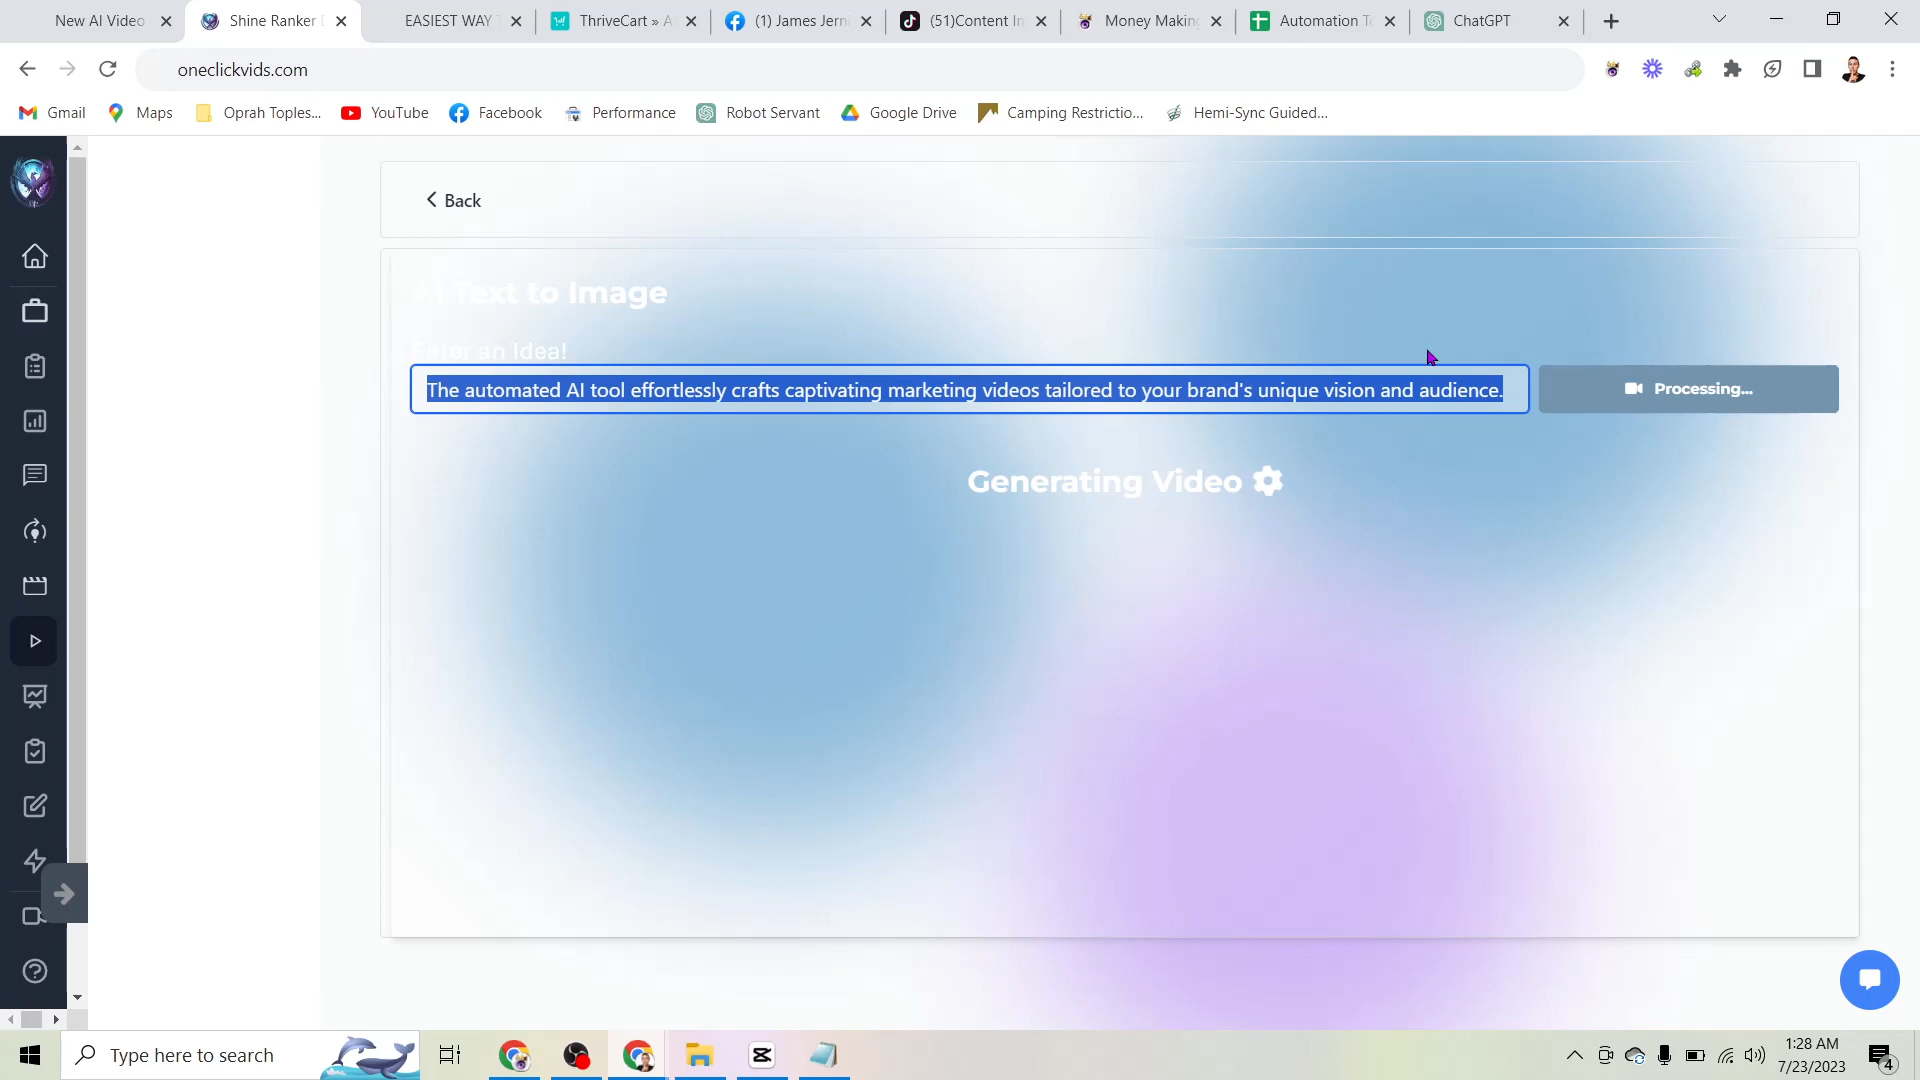 New AI Video
Shine Ranker
EASIEST WAY
ThriveCart » A
(1) James Jerni
(51)Content In
Money Making
Automation T
ChatGPT
oneclickvids.com
Gmail
Maps
Oprah Toples...
YouTube
Facebook
Performance
Robot Servant
Google Drive
Camping Restrictio...
Hemi-Sync Guided...
Back
AI Text to Image
Enter an Idea!
The automated AI tool effortlessly crafts captivating marketing videos tailored to your brand's unique vision and audience.
Processing...
Generating Video
Type here to search
1:28 AM
7/23/2023
4